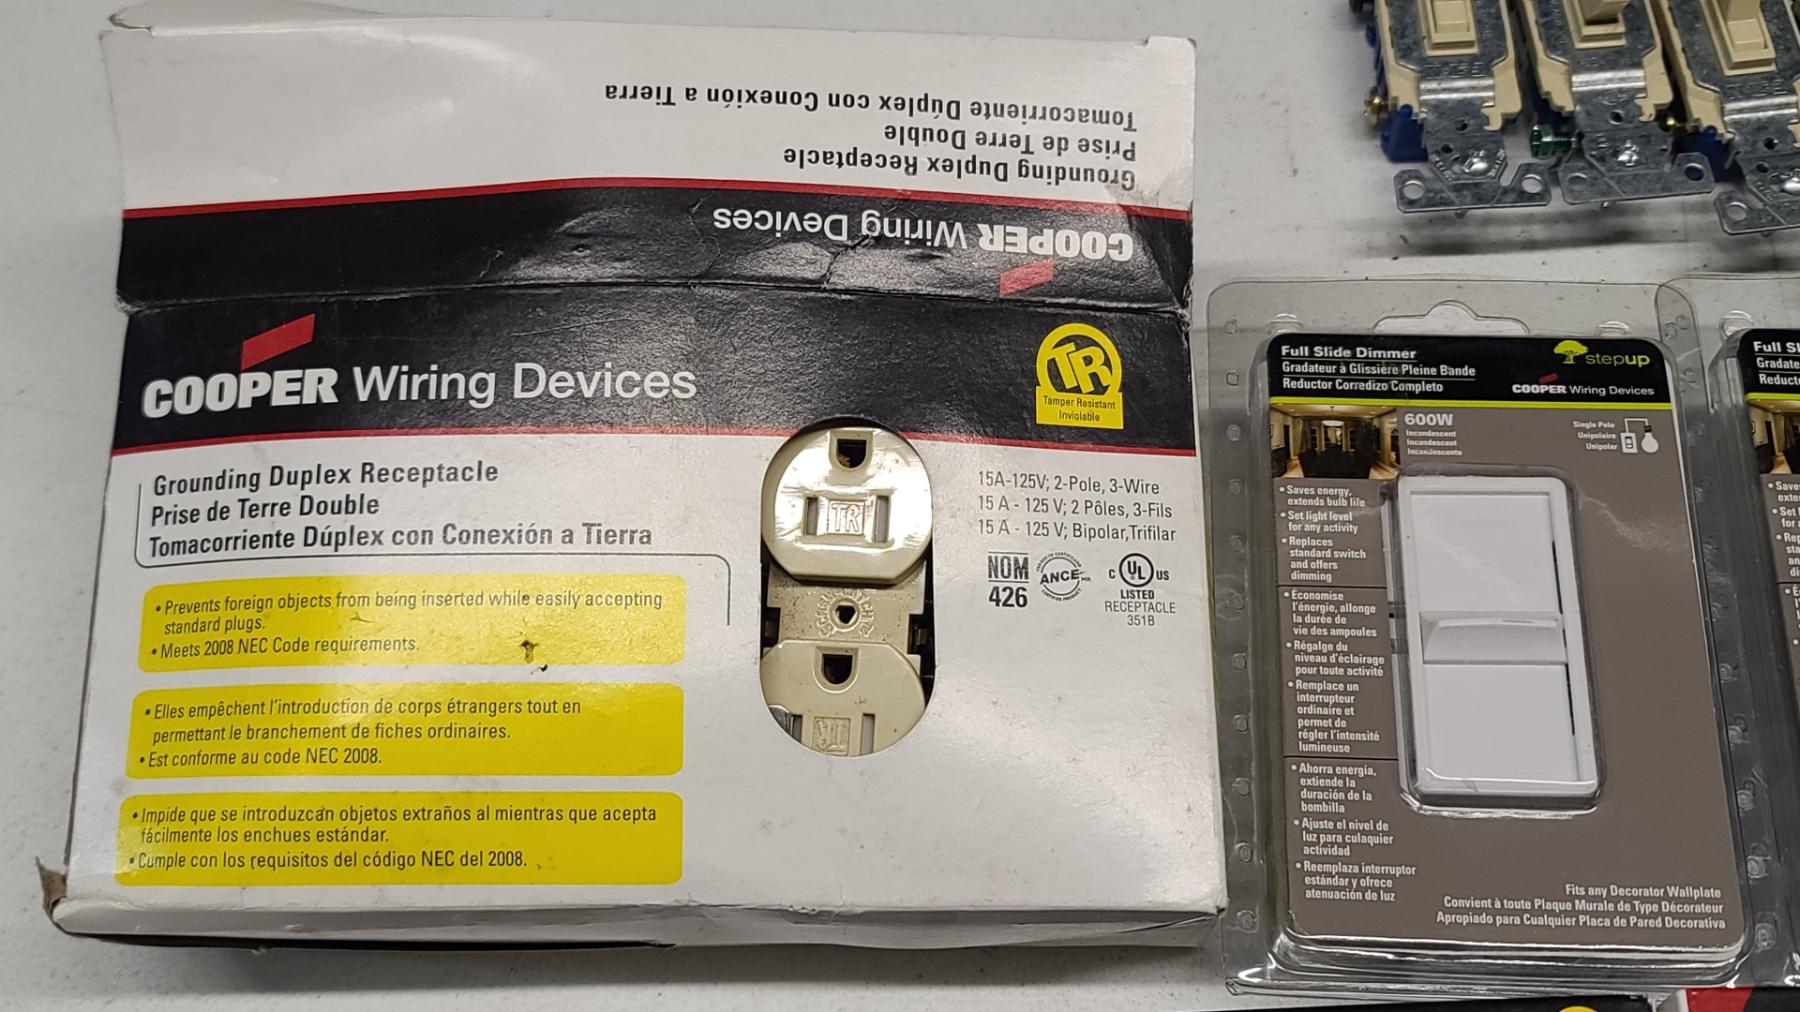 Grounding Duplex Receptacle
Prise de Terre Double
Tomacorriente Dúplex con Conexión a Tierra
COOPER Wiring Devices
COOPER Wiring Devices
TR
Tamper Resistant
Inviolable
Grounding Duplex Receptacle
Prise de Terre Double
Tomacorriente Dúplex con Conexión a Tierra
• Prevents foreign objects from being inserted while easily accepting
standard plugs.
• Meets 2008 NEC Code requirements.
• Elles empêchent l'introduction de corps étrangers tout en
permettant le branchement de fiches ordinaires.
• Est conforme au code NEC 2008.
• Impide que se introduzcan objetos extraños al mientras que acepta
fácilmente los enchues estándar.
• Cumple con los requisitos del código NEC del 2008.
TR
TR
15A-125V; 2-Pole, 3-Wire
15 A - 125 V; 2 Pôles, 3-Fils
15 A - 125 V; Bipolar, Trifilar
NOM
426
ANCE
C UL US
LISTED
RECEPTACLE
351B
Full Slide Dimmer
Gradateur à Glissière Pleine Bande
Reductor Corredizo Completo
stepup
COOPER Wiring Devices
600W
Incandescent
Incandescent
Incandescente
Single Pole
Unipolaire
Unipolar
• Saves energy,
extends bulb life
• Set light level
for any activity
• Replaces
standard switch
and offers
dimming
• Économise
l'énergie, allonge
la durée de
vie des ampoules
• Régalge du
niveau d'éclairage
pour toute activité
• Remplace un
interrupteur
ordinaire et
permet de
régler l'intensité
lumineuse
• Ahorra energía,
extiende la
duración de la
bombilla
• Ajuste el nivel de
luz para culaquier
actividad
• Reemplaza interruptor
estándar y ofrece
atenuación de luz
Fits any Decorator Wallplate
Convient à toute Plaque Murale de Type Décorateur
Apropiado para Cualquier Placa de Pared Decorativa
Full